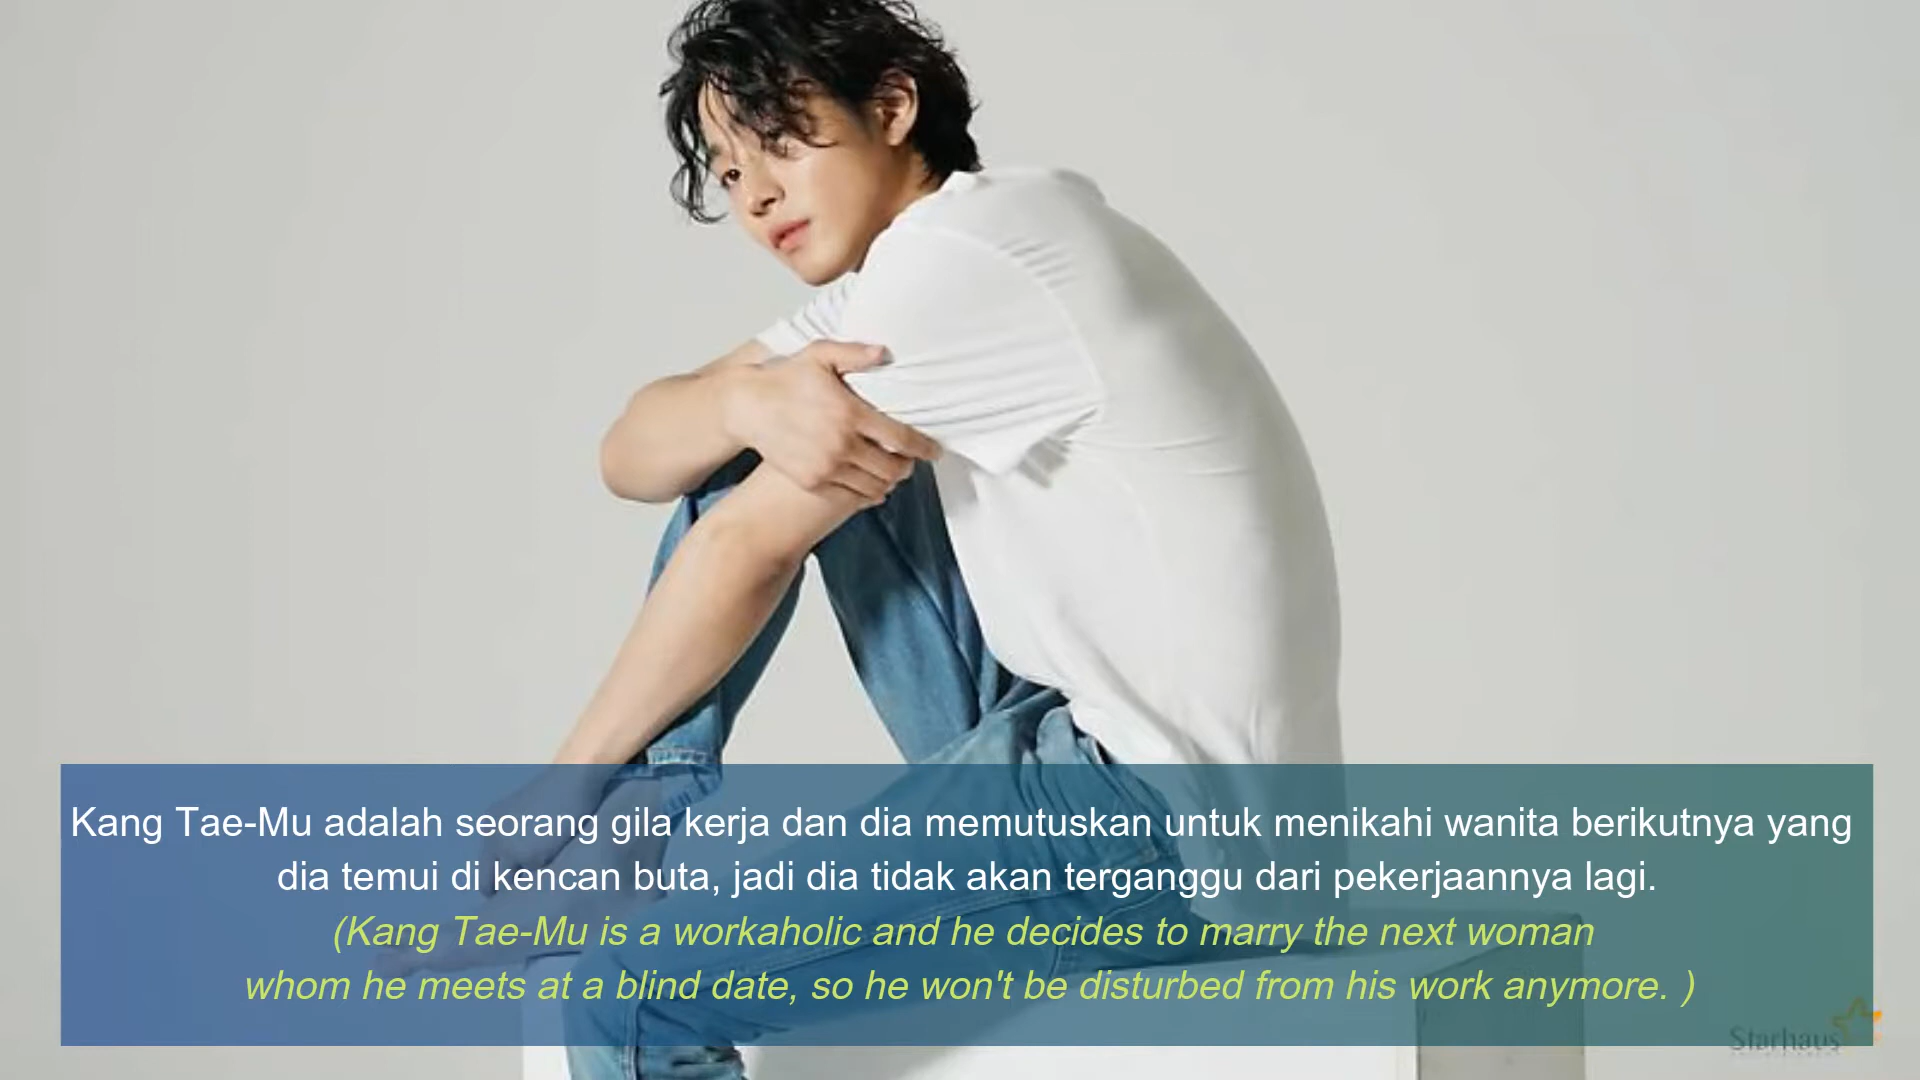 Kang Tae-Mu adalah seorang gila kerja dan dia memutuskan untuk menikahi wanita berikutnya yang
dia temui di kencan buta, jadi dia tidak akan terganggu dari pekerjaannya lagi.
(Kang Tae-Mu is a workaholic and he decides to marry the next woman
whom he meets at a blind date, so he won't be disturbed from his work anymore. )
Starhaus